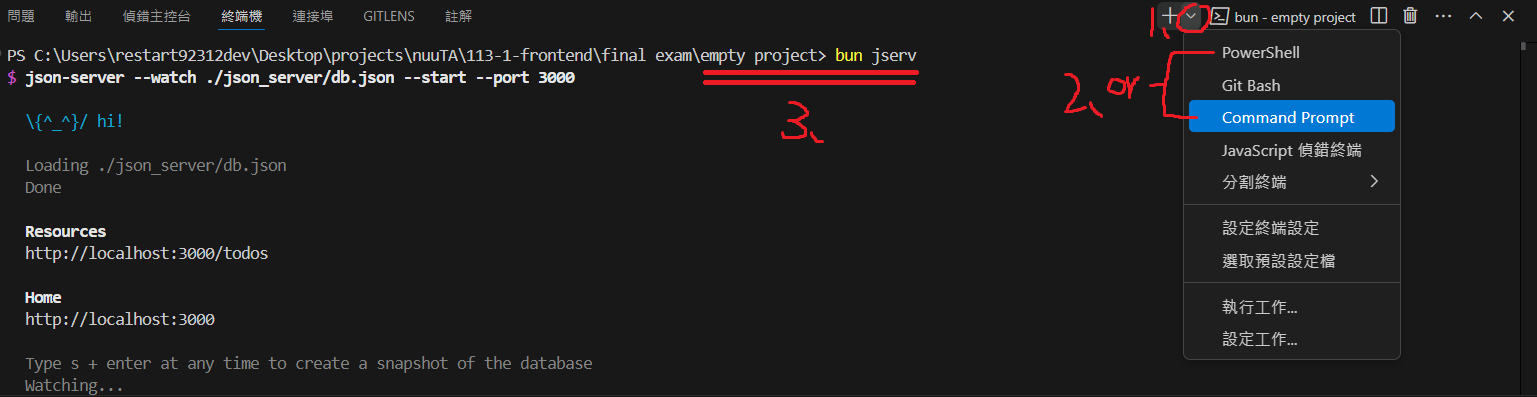 問題 輸出 偵錯主控台 終端機 連接埠 GITLENS 註解
1、
bun - empty project
PS C:\Users\restart92312dev\Desktop\projects\nuuTA\113-1-frontend\final exam\empty project> bun jserv
$ json-server --watch ./json_server/db.json --start --port 3000
\{^_^}/ hi!
Loading ./json_server/db.json
Done
Resources
http://localhost:3000/todos
Home
http://localhost:3000
Type s + enter at any time to create a snapshot of the database
Watching...
3、
2、or
PowerShell
Git Bash
Command Prompt
JavaScript 偵錯終端
分割終端
設定終端設定
選取預設設定檔
執行工作...
設定工作...